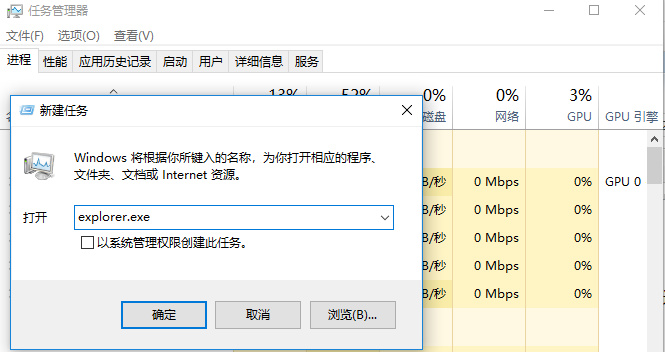 任务管理器
文件(F) 选项(O) 查看(V)
进程 性能 应用历史记录 启动 用户 详细信息 服务
13% 52% 0% 0% 3%
磁盘 网络 GPU GPU 引擎
新建任务
Windows 将根据你所键入的名称，为你打开相应的程序、
文件夹、文档或 Internet 资源。
打开 explorer.exe
以系统管理权限创建此任务。
确定 取消 浏览(B)...
B/秒 0 Mbps 0% GPU 0
B/秒 0 Mbps 0%
B/秒 0 Mbps 0%
B/秒 0 Mbps 0%
B/秒 0 Mbps 0%